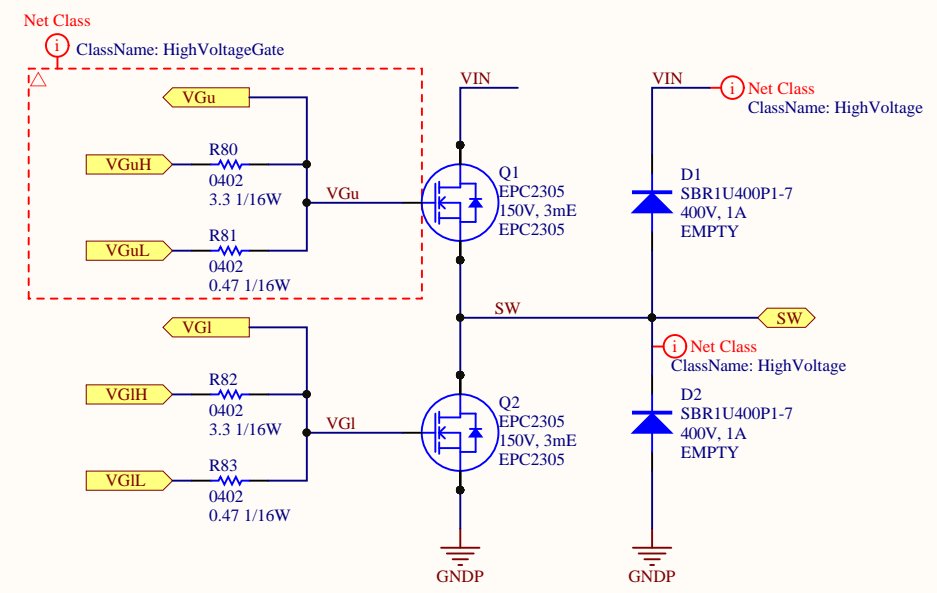 Net Class
i
ClassName: HighVoltageGate
VGu
VGuH
R80
0402
3.3 1/16W
VGu
VGuL
R81
0402
0.47 1/16W
VIN
Q1
EPC2305
150V, 3mE
EPC2305
VIN
i
Net Class
ClassName: HighVoltage
D1
SBR1U400P1-7
400V, 1A
EMPTY
SW
SW
VGl
VGlH
R82
0402
3.3 1/16W
VGl
VGlL
R83
0402
0.47 1/16W
Q2
EPC2305
150V, 3mE
EPC2305
i
Net Class
ClassName: HighVoltage
D2
SBR1U400P1-7
400V, 1A
EMPTY
GNDP
GNDP